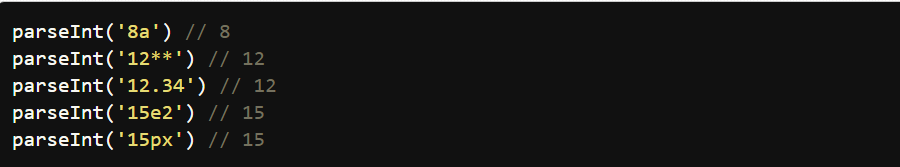 parseInt('8a') // 8
parseInt('12**') // 12
parseInt('12.34') // 12
parseInt('15e2') // 15
parseInt('15px') // 15